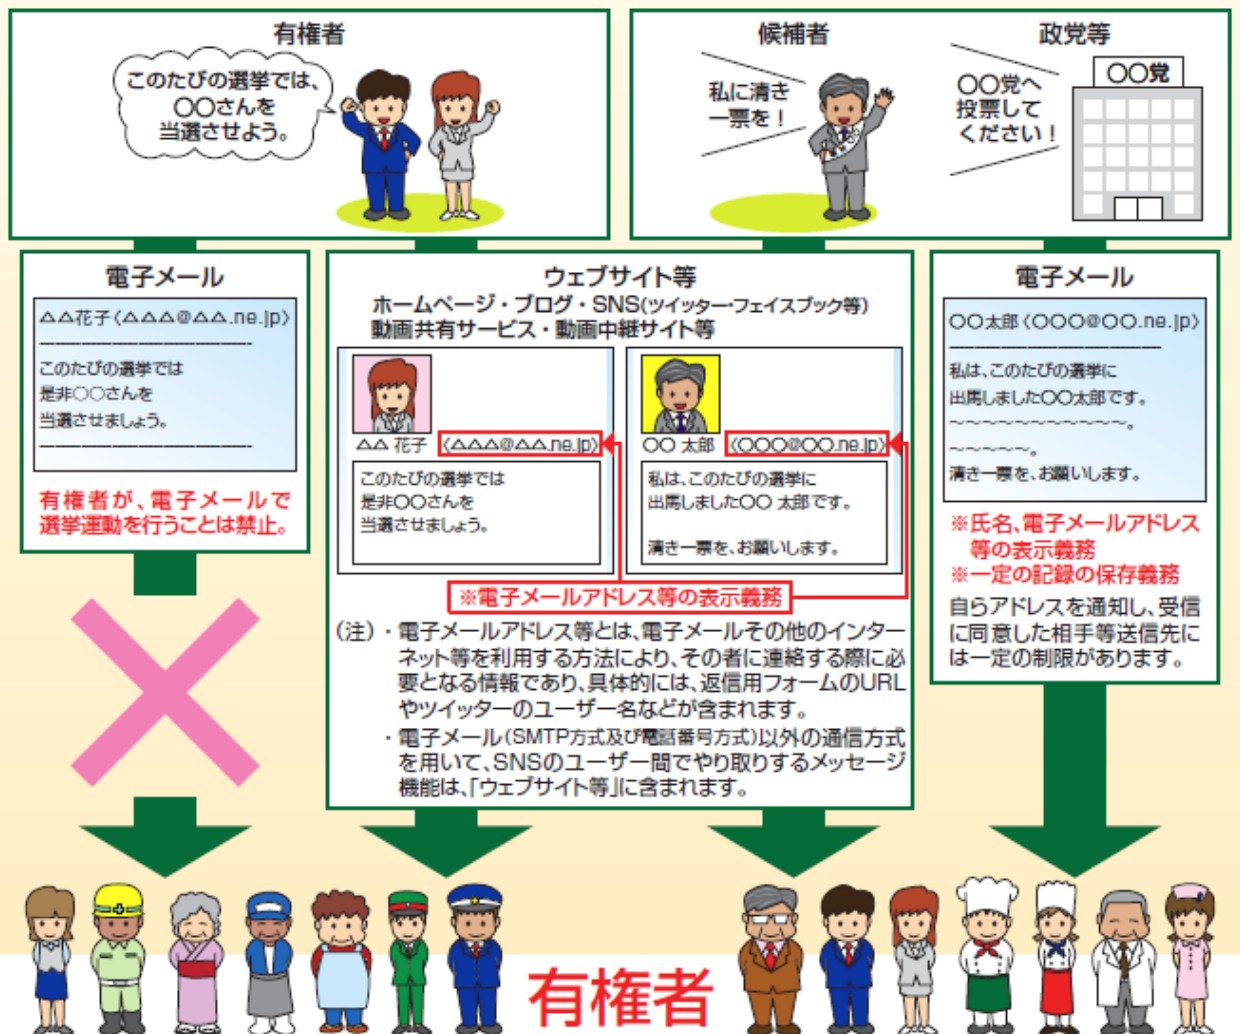 有権者
このたびの選挙では、
〇〇さんを
当選させよう。
候補者
私に清き
一票を！
政党等
〇〇党へ
投票して
ください！
〇〇党
電子メール
△△花子〈△△△@△△.ne.jp〉
このたびの選挙では
是非〇〇さんを
当選させましょう。
有権者が、電子メールで
選挙運動を行うことは禁止。
ウェブサイト等
ホームページ・ブログ・SNS(ツイッター・フェイスブック等)
動画共有サービス・動画中継サイト等
△△ 花子 〈△△△@△△.ne.jp〉
このたびの選挙では
是非〇〇さんを
当選させましょう。
〇〇 太郎 〈〇〇〇@〇〇.ne.jp〉
私は、このたびの選挙に
出馬しました〇〇 太郎です。
清き一票を、お願いします。
※電子メールアドレス等の表示義務
（注）・電子メールアドレス等とは、電子メールその他のインター
ネット等を利用する方法により、その者に連絡する際に必
要となる情報であり、具体的には、返信用フォームのURL
やツイッターのユーザー名などが含まれます。
・電子メール(SMTP方式及び電話番号方式)以外の通信方式
を用いて、SNSのユーザー間でやり取りするメッセージ
機能は、「ウェブサイト等」に含まれます。
電子メール
〇〇太郎〈〇〇〇@〇〇.ne.jp〉
私は、このたびの選挙に
出馬しました〇〇太郎です。
～～～～～～～～～～～。
～～～～～。
清き一票を、お願いします。
※氏名、電子メールアドレス
等の表示義務
※一定の記録の保存義務
自らアドレスを通知し、受信
に同意した相手等送信先に
は一定の制限があります。
有権者